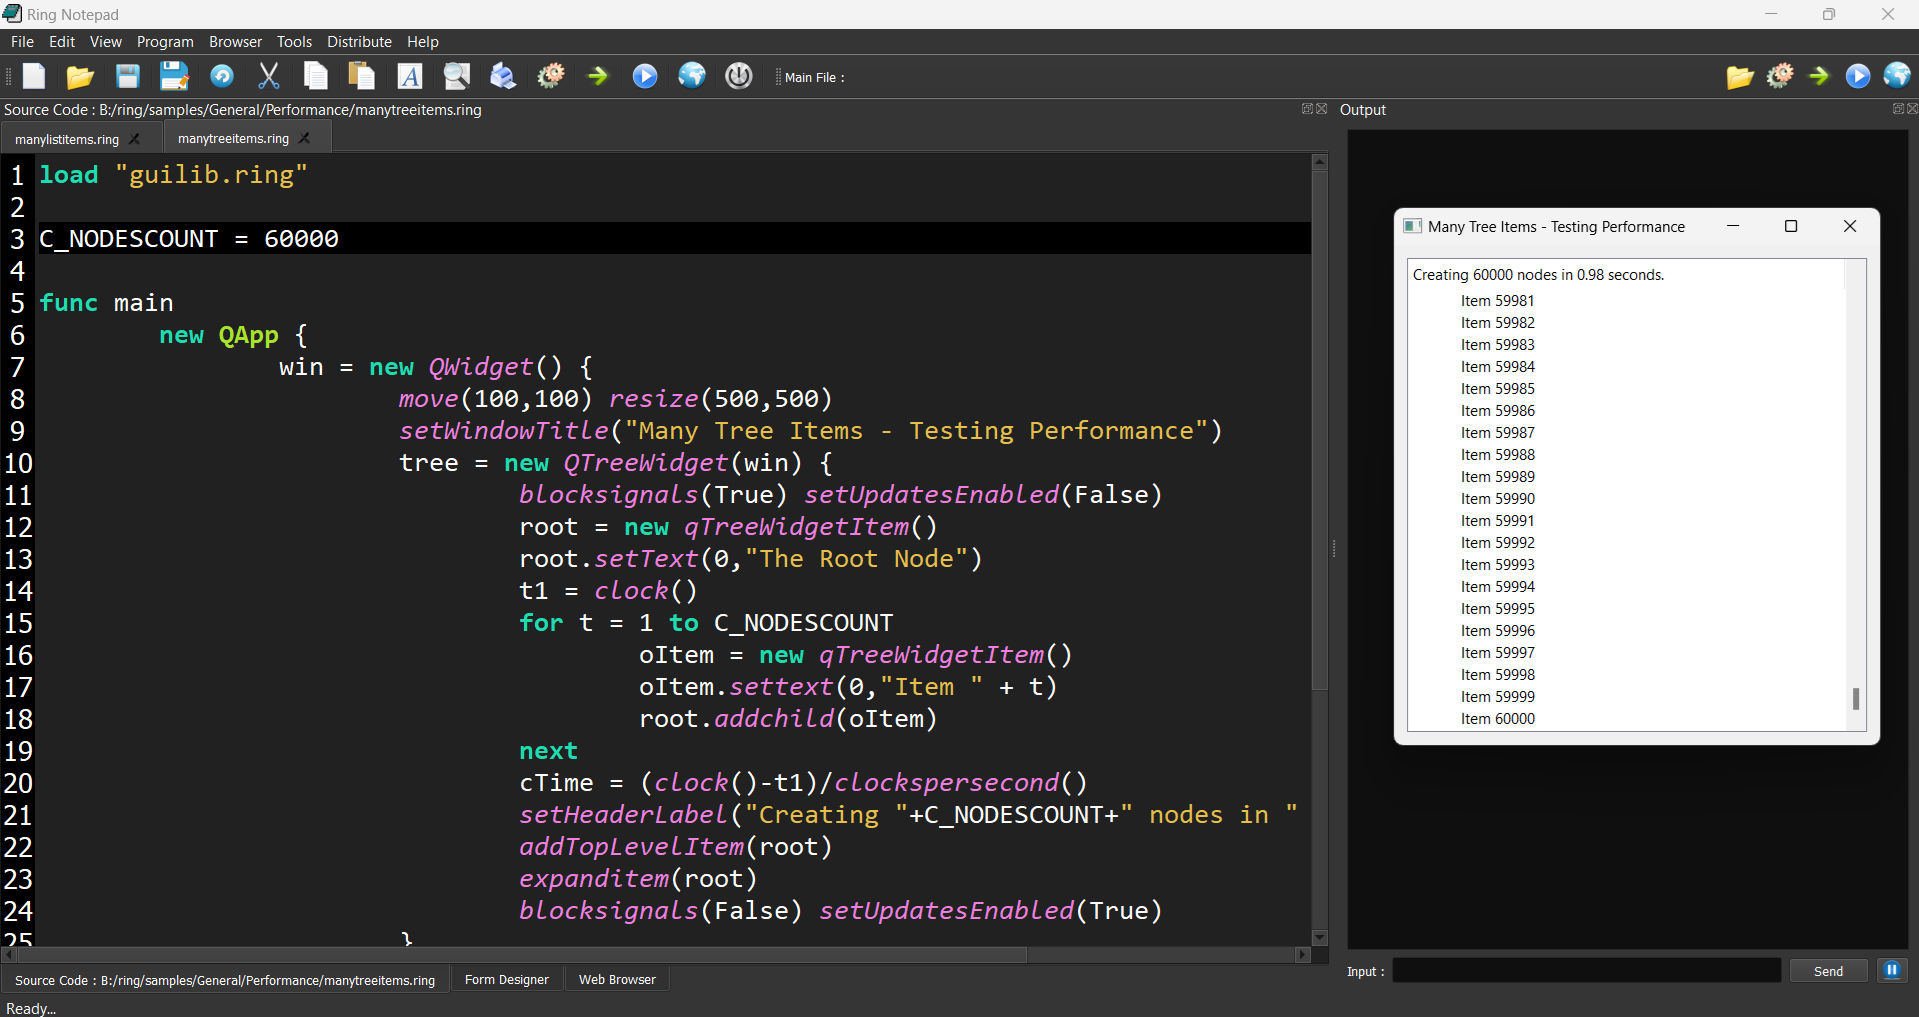 Ring Notepad
File Edit View Program Browser Tools Distribute Help
Main File :
Source Code : B:/ring/samples/General/Performance/manytreeitems.ring
manylistitems.ring manytreeitems.ring
1 load "guilib.ring"
2
3 C_NODESCOUNT = 60000
4
5 func main
6 new QApp {
7 win = new QWidget() {
8 move(100,100) resize(500,500)
9 setWindowTitle("Many Tree Items - Testing Performance")
10 tree = new QTreeWidget(win) {
11 blocksignals(True) setUpdatesEnabled(False)
12 root = new qTreeWidgetItem()
13 root.setText(0,"The Root Node")
14 t1 = clock()
15 for t = 1 to C_NODESCOUNT
16 oItem = new qTreeWidgetItem()
17 oItem.settext(0,"Item " + t)
18 root.addchild(oItem)
19 next
20 cTime = (clock()-t1)/clockspersecond()
21 setHeaderLabel("Creating "+C_NODESCOUNT+" nodes in "
22 addTopLevelItem(root)
23 expanditem(root)
24 blocksignals(False) setUpdatesEnabled(True)
25 }
Source Code : B:/ring/samples/General/Performance/manytreeitems.ring Form Designer Web Browser
Ready...
Output
Many Tree Items - Testing Performance
Creating 60000 nodes in 0.98 seconds.
Item 59981
Item 59982
Item 59983
Item 59984
Item 59985
Item 59986
Item 59987
Item 59988
Item 59989
Item 59990
Item 59991
Item 59992
Item 59993
Item 59994
Item 59995
Item 59996
Item 59997
Item 59998
Item 59999
Item 60000
Input : Send